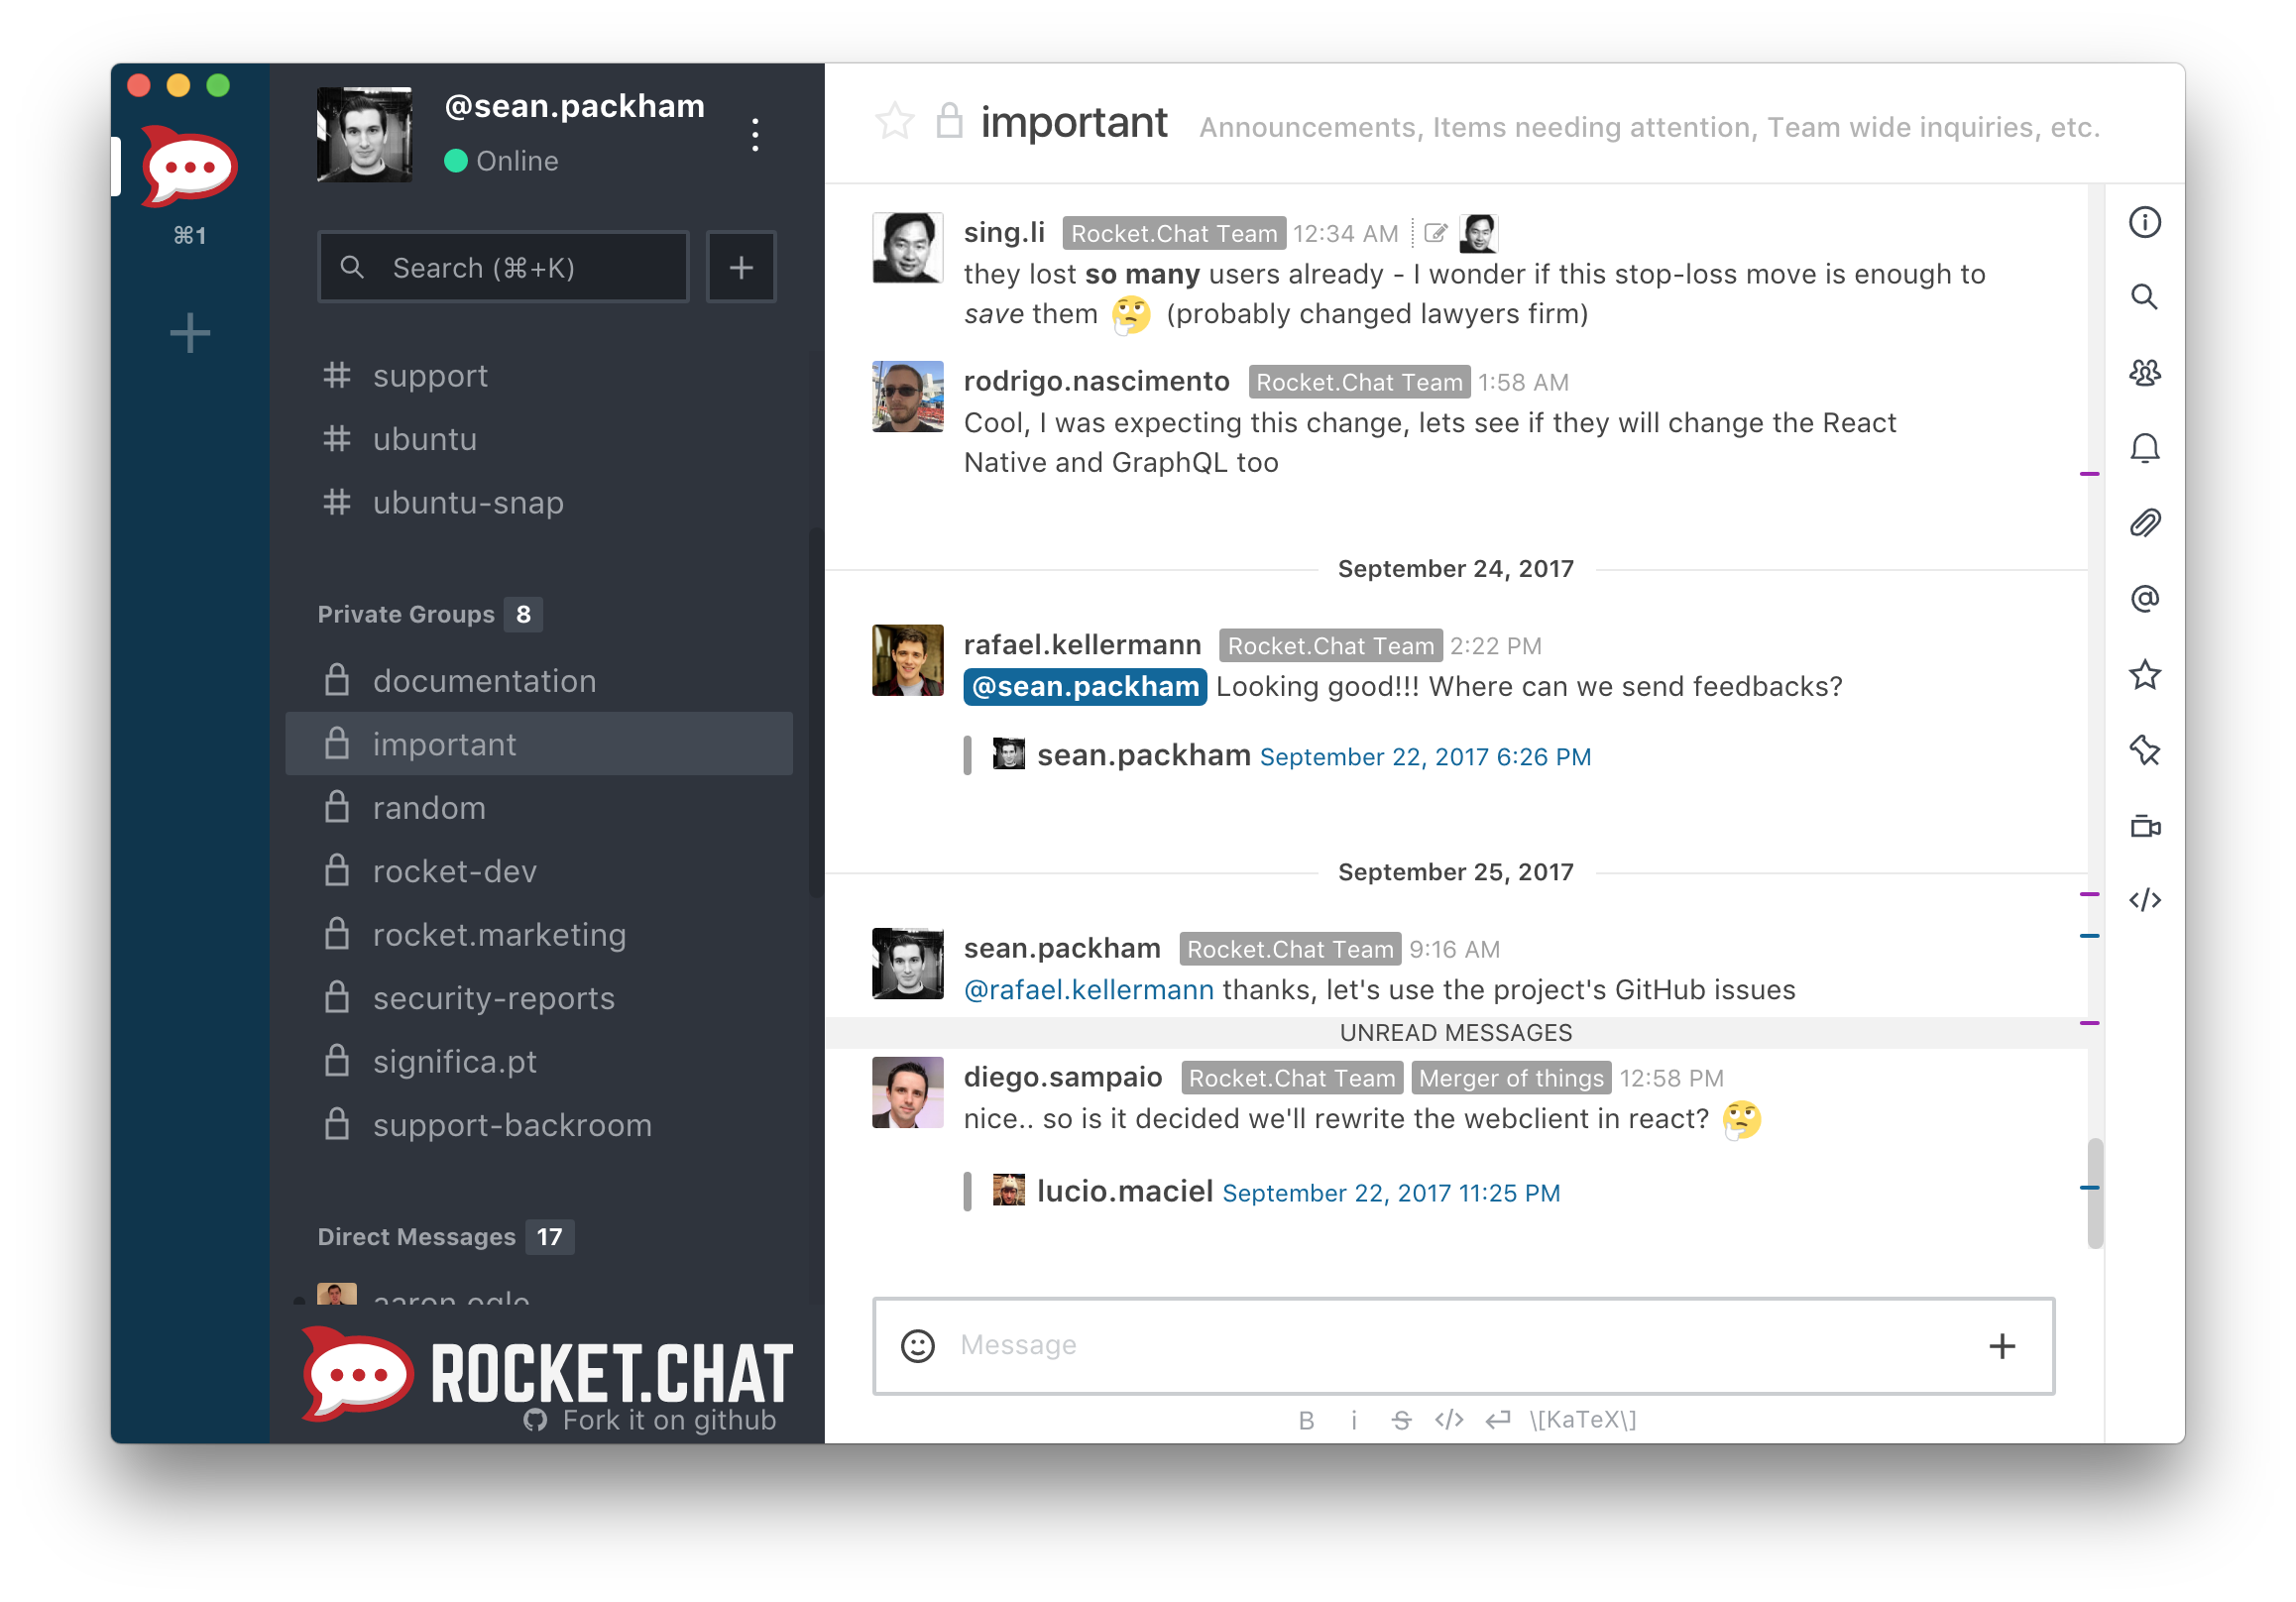 @sean.packham
Online
⌘1
Search (⌘+K)
support
ubuntu
ubuntu-snap
Private Groups 8
documentation
important
random
rocket-dev
rocket.marketing
security-reports
significa.pt
support-backroom
Direct Messages 17
aaron.ogle
ROCKET.CHAT
Fork it on github
important Announcements, Items needing attention, Team wide inquiries, etc.
sing.li Rocket.Chat Team 12:34 AM
they lost so many users already - I wonder if this stop-loss move is enough to
save them 🤔 (probably changed lawyers firm)
rodrigo.nascimento Rocket.Chat Team 1:58 AM
Cool, I was expecting this change, lets see if they will change the React
Native and GraphQL too
September 24, 2017
rafael.kellermann Rocket.Chat Team 2:22 PM
@sean.packham Looking good!!! Where can we send feedbacks?
sean.packham September 22, 2017 6:26 PM
September 25, 2017
sean.packham Rocket.Chat Team 9:16 AM
@rafael.kellermann thanks, let's use the project's GitHub issues
UNREAD MESSAGES
diego.sampaio Rocket.Chat Team Merger of things 12:58 PM
nice.. so is it decided we'll rewrite the webclient in react? 🤔
lucio.maciel September 22, 2017 11:25 PM
Message
B i S </> \[KaTeX\]